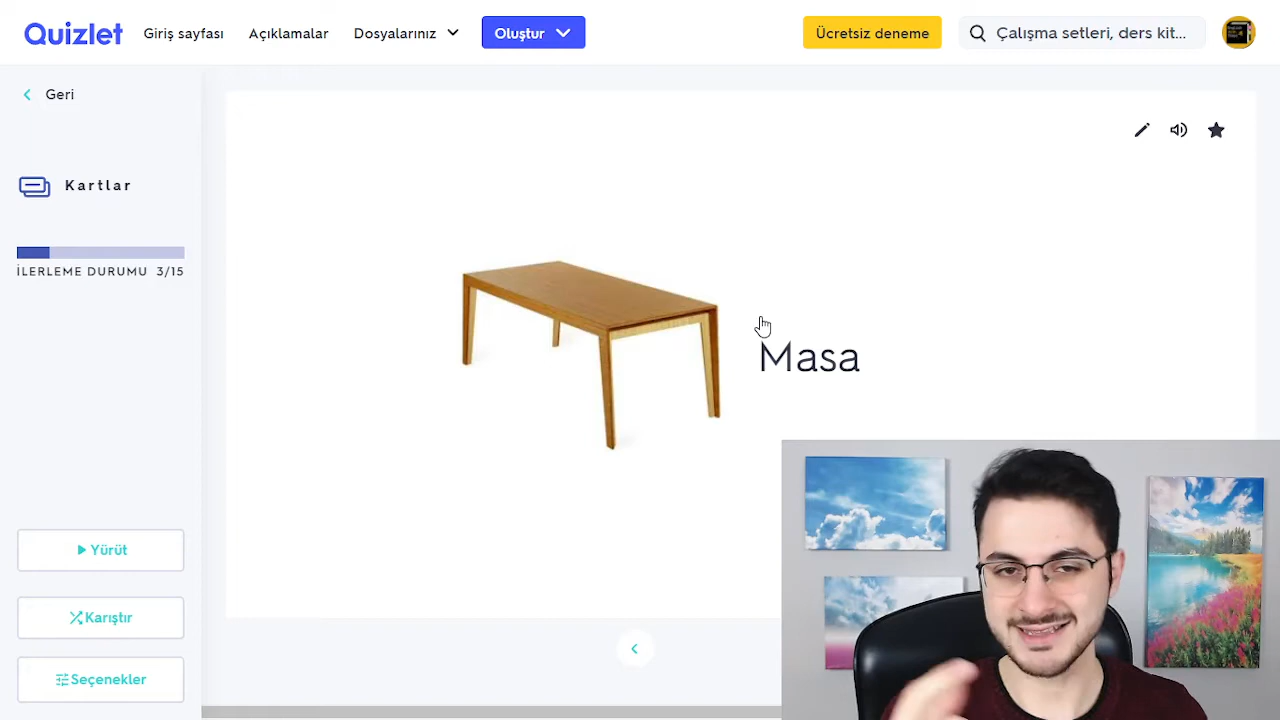 Quizlet
Giriş sayfası
Açıklamalar
Dosyalarınız
Oluştur
Ücretsiz deneme
Çalışma setleri, ders kit...
Geri
Kartlar
İLERLEME DURUMU 3/15
Masa
Yürüt
Karıştır
Seçenekler